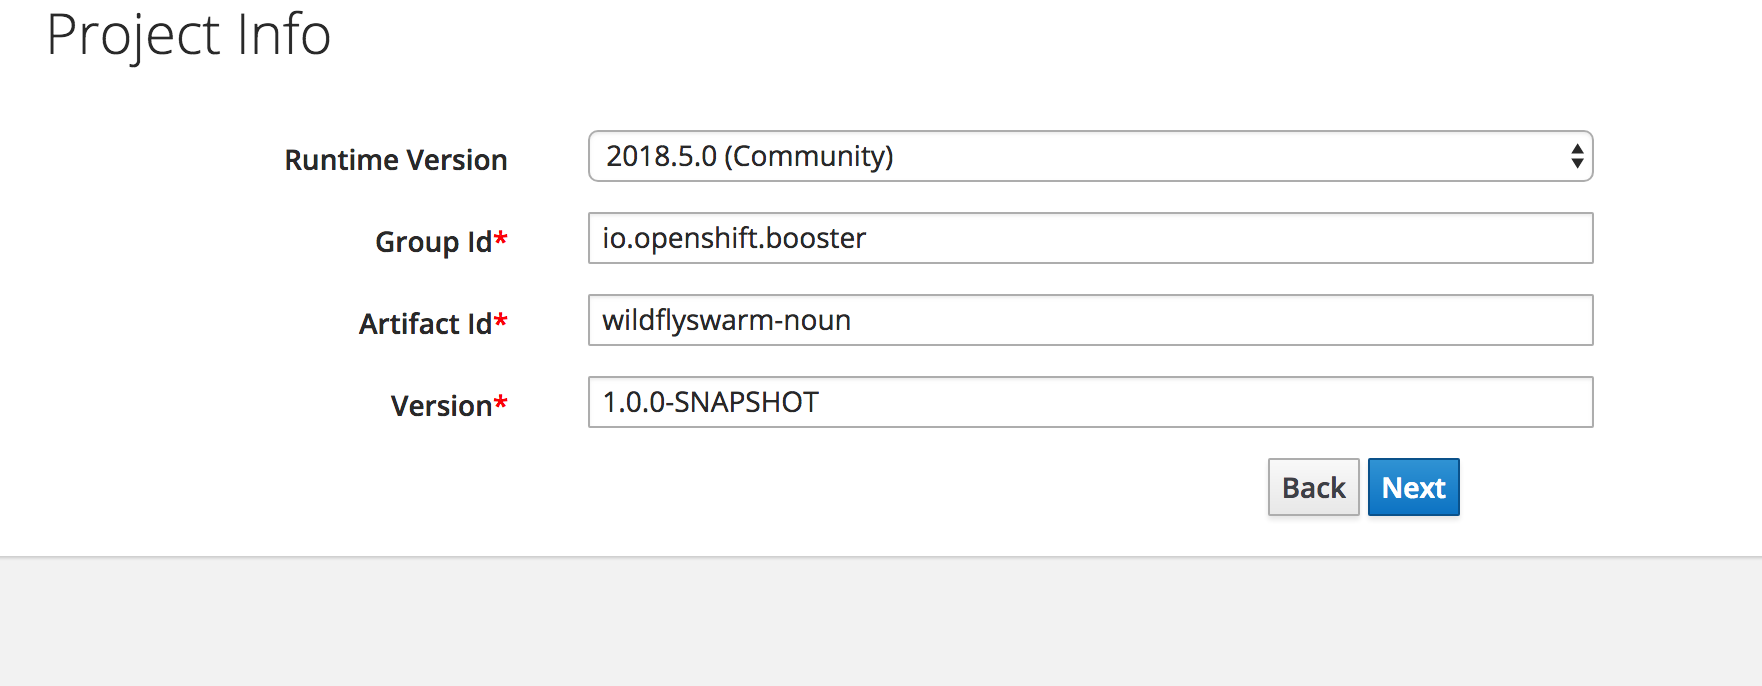 Project Info
Runtime Version 2018.5.0 (Community)
Group Id* io.openshift.booster
Artifact Id* wildflyswarm-noun
Version* 1.0.0-SNAPSHOT
Back Next